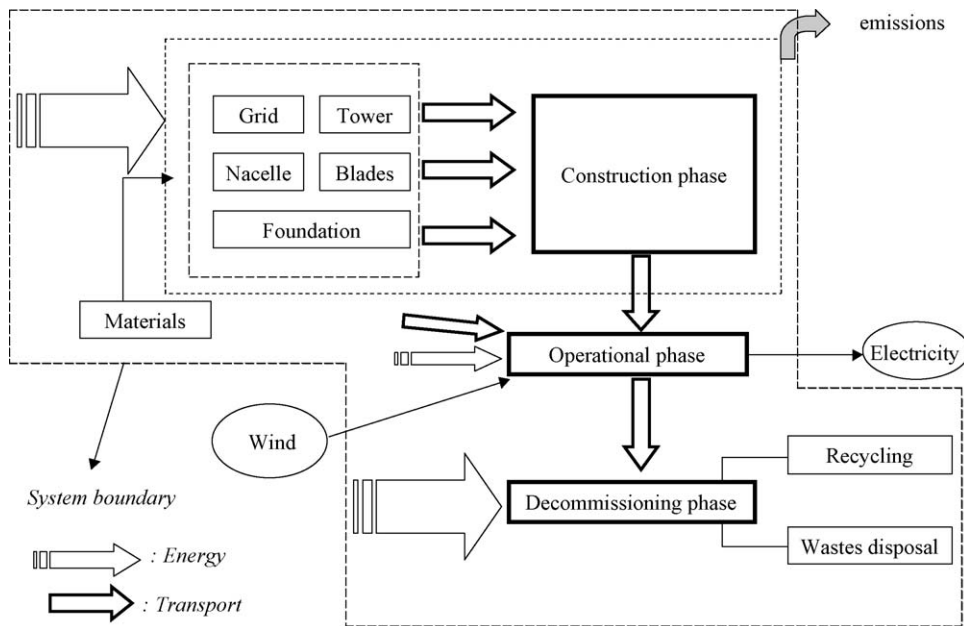 emissions
Grid
Tower
Nacelle
Blades
Foundation
Construction phase
Materials
Operational phase
Electricity
Wind
Recycling
System boundary
Decommissioning phase
Wastes disposal
: Energy
: Transport